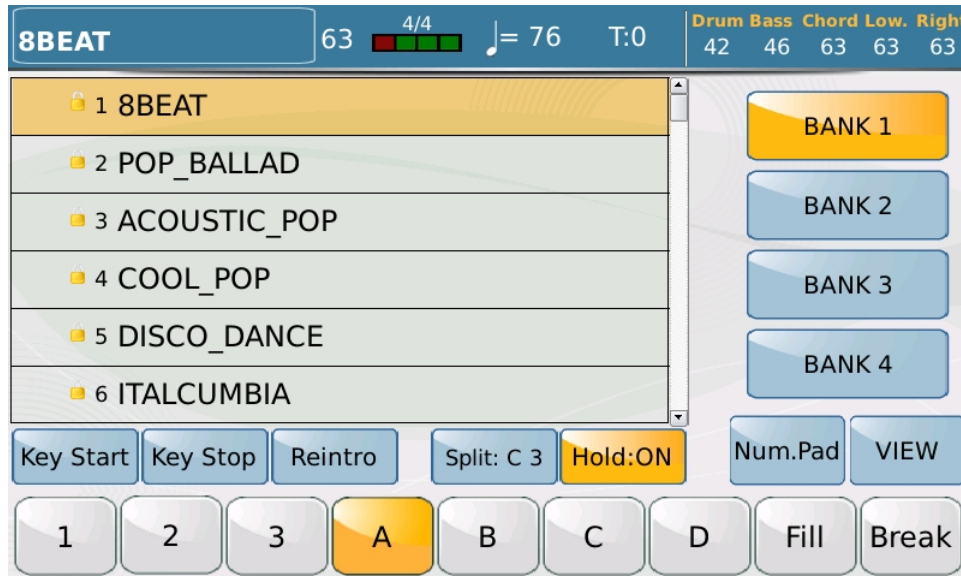 8BEAT 63 4/4 = 76 T:0
Drum Bass Chord Low. Righ
42 46 63 63 63
1 8BEAT
2 POP_BALLAD
3 ACOUSTIC_POP
4 COOL_POP
5 DISCO_DANCE
6 ITALCUMBIA
BANK 1
BANK 2
BANK 3
BANK 4
Key Start Key Stop Reintro Split: C 3 Hold:ON Num.Pad VIEW
1 2 3 A B C D Fill Break